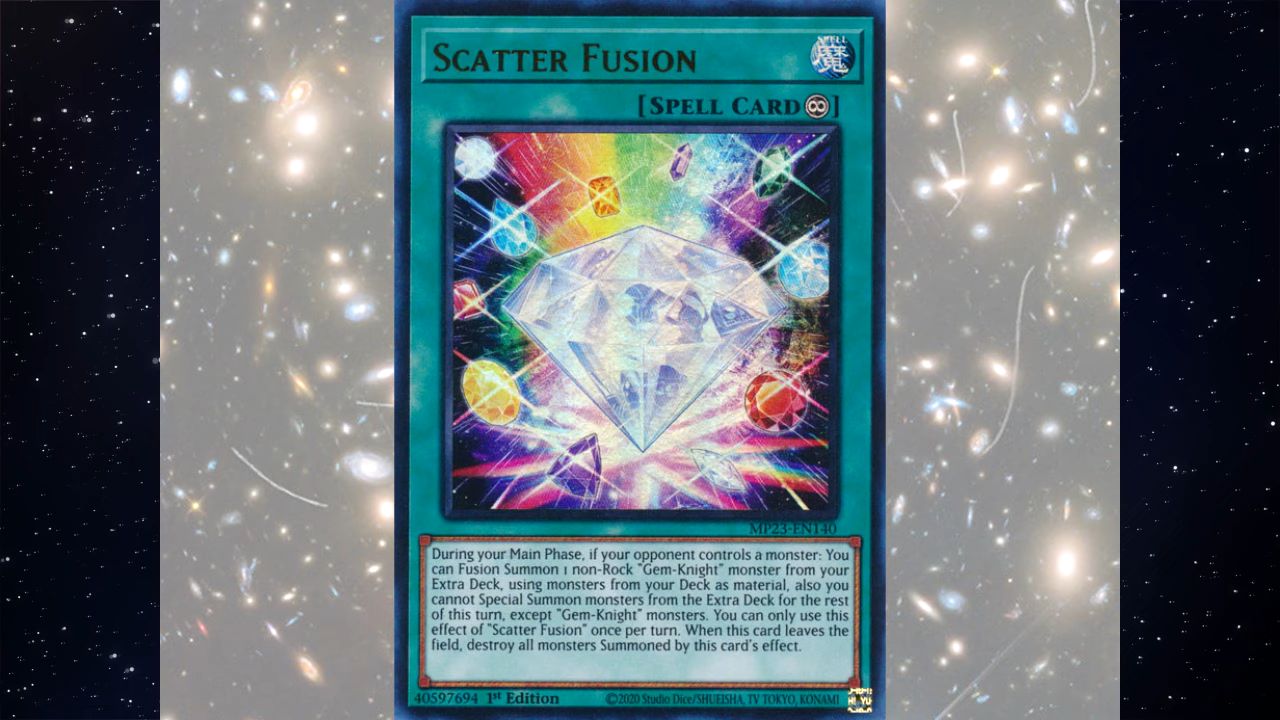 SCATTER FUSION
SPELL
魔
[SPELL CARD♾]
MP23-EN140
During your Main Phase, if your opponent controls a monster: You
can Fusion Summon 1 non-Rock "Gem-Knight" monster from your
Extra Deck, using monsters from your Deck as material, also you
cannot Special Summon monsters from the Extra Deck for the rest
of this turn, except "Gem-Knight" monsters. You can only use this
effect of "Scatter Fusion" once per turn. When this card leaves the
field, destroy all monsters Summoned by this card's effect.
40597694 1st Edition ©2020 Studio Dice/SHUEISHA, TV TOKYO, KONAMI